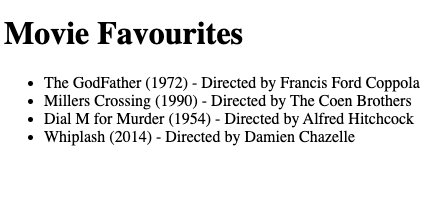 Movie Favourites
• The GodFather (1972) - Directed by Francis Ford Coppola
• Millers Crossing (1990) - Directed by The Coen Brothers
• Dial M for Murder (1954) - Directed by Alfred Hitchcock
• Whiplash (2014) - Directed by Damien Chazelle